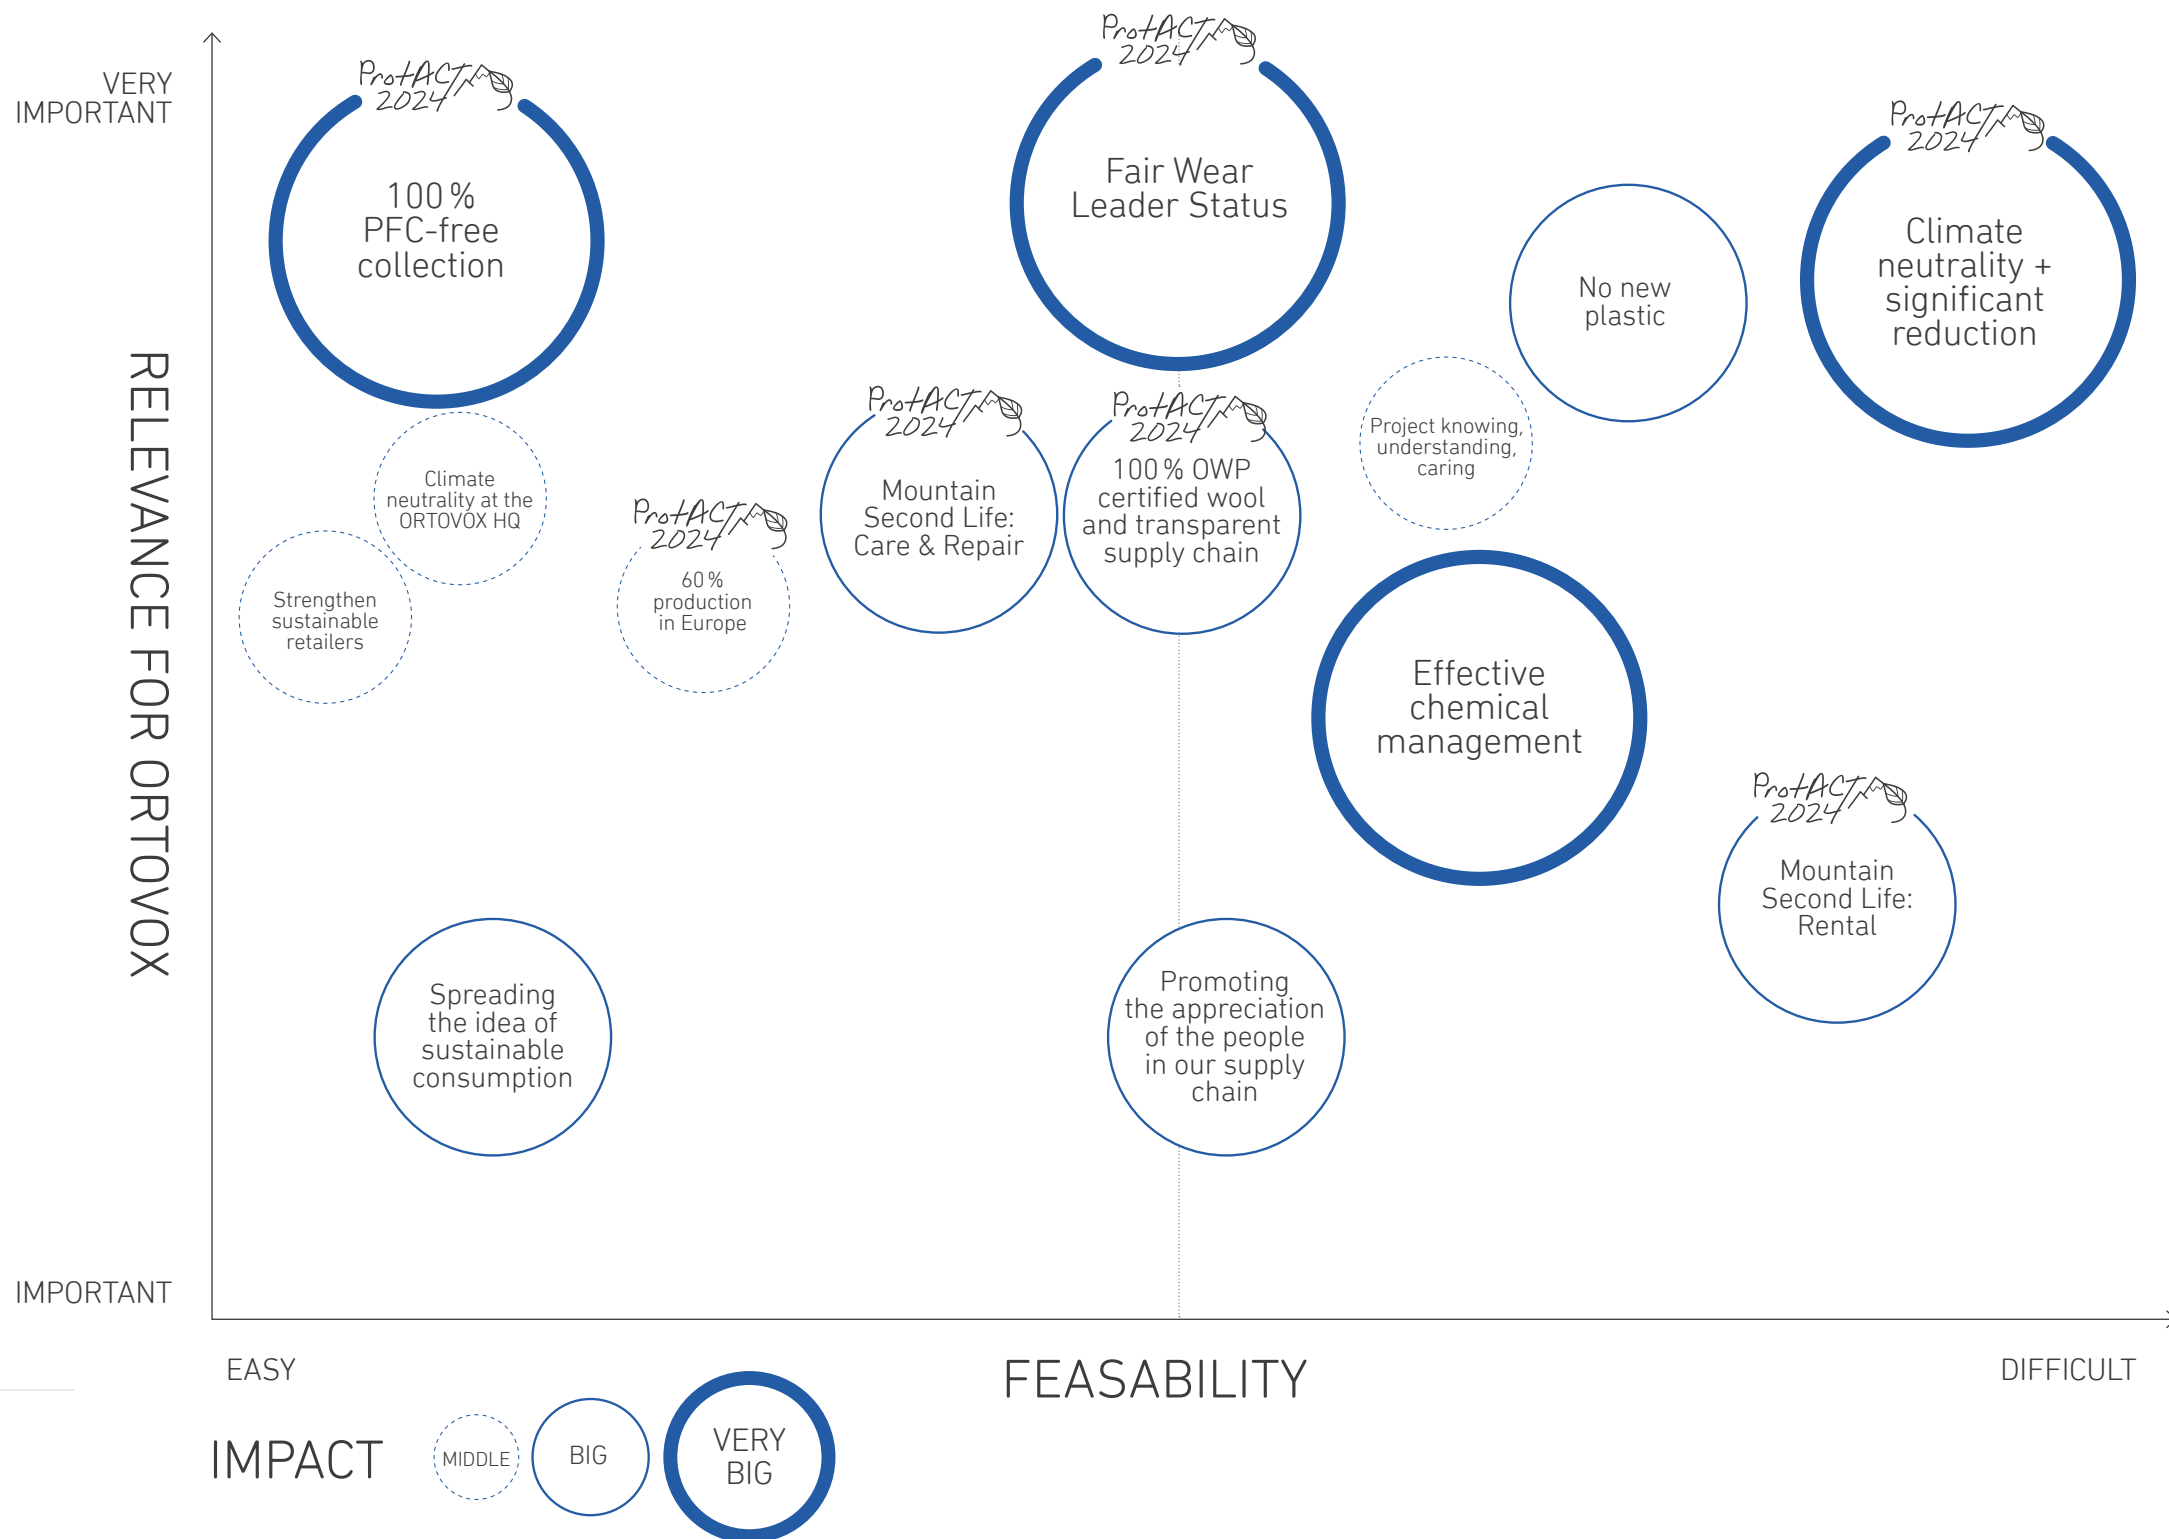 VERY
IMPORTANT
ProtACT
2024
100 %
PFC-free
collection
ProtACT
2024
Fair Wear
Leader Status
ProtACT
2024
Climate
neutrality +
significant
reduction
No new
plastic
Project knowing,
understanding,
caring
Climate
neutrality at the
ORTOVOX HQ
Strengthen
sustainable
retailers
ProtACT
2024
60 %
production
in Europe
ProtACT
2024
Mountain
Second Life:
Care & Repair
ProtACT
2024
100 % OWP
certified wool
and transparent
supply chain
Effective
chemical
management
ProtACT
2024
Mountain
Second Life:
Rental
Spreading
the idea of
sustainable
consumption
Promoting
the appreciation
of the people
in our supply
chain
RELEVANCE FOR ORTOVOX
IMPORTANT
EASY
FEASABILITY
DIFFICULT
IMPACT
MIDDLE
BIG
VERY
BIG